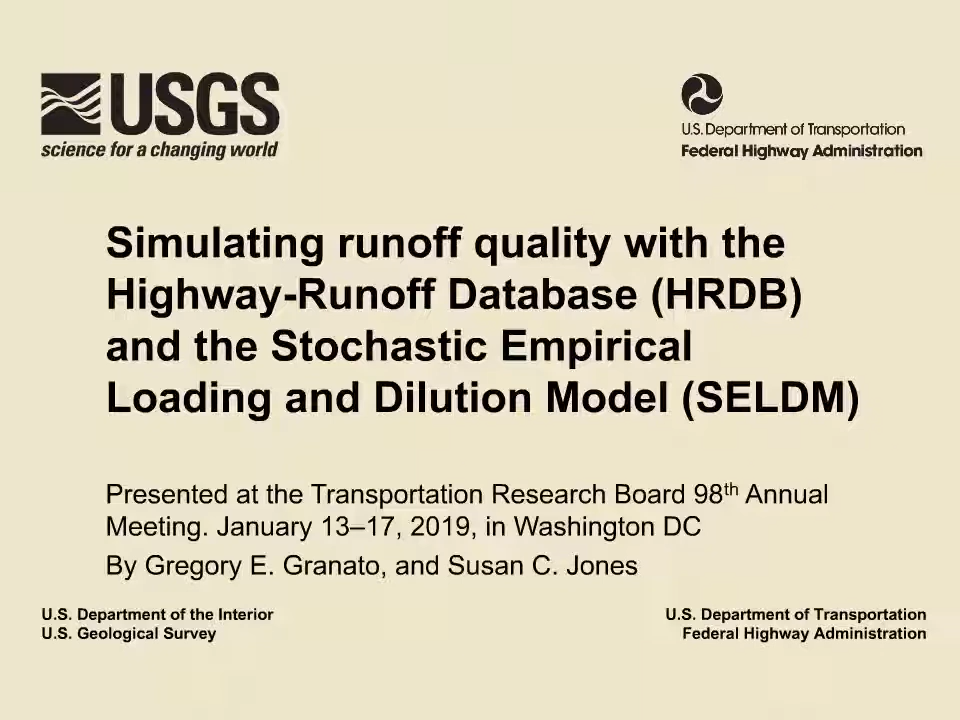 USGS
science for a changing world
U.S. Department of Transportation
Federal Highway Administration
Simulating runoff quality with the
Highway-Runoff Database (HRDB)
and the Stochastic Empirical
Loading and Dilution Model (SELDM)
Presented at the Transportation Research Board 98th Annual
Meeting. January 13–17, 2019, in Washington DC
By Gregory E. Granato, and Susan C. Jones
U.S. Department of the Interior
U.S. Geological Survey
U.S. Department of Transportation
Federal Highway Administration